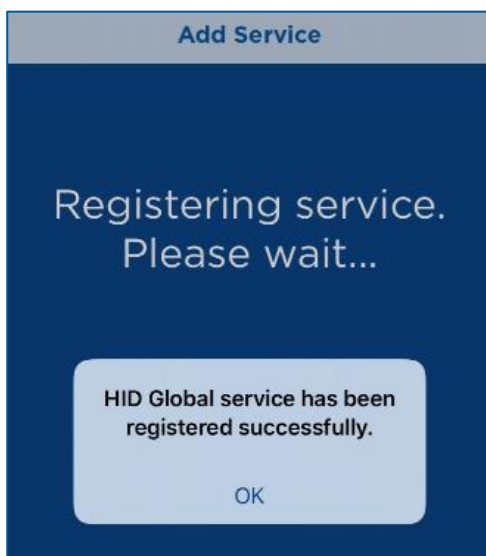 Add Service
Registering service.
Please wait...
HID Global service has been
registered successfully.
OK